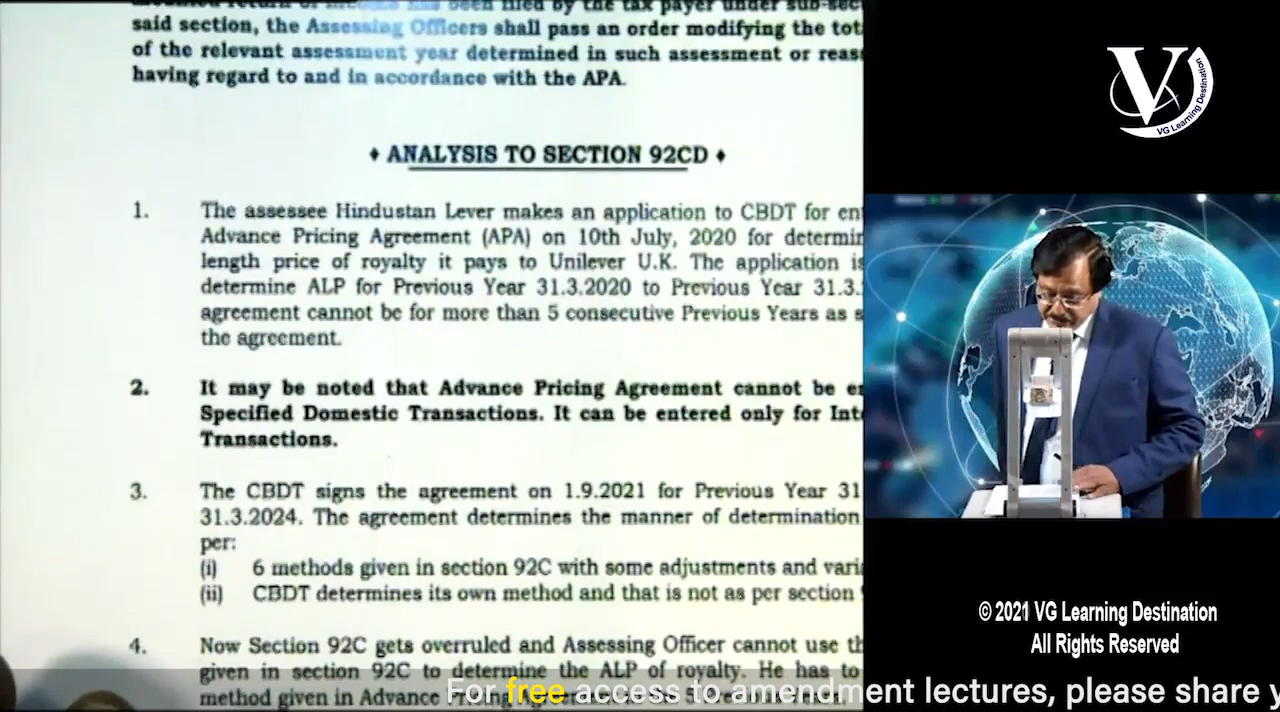 said section, the Assessing Officers shall pass an order modifying the tot
of the relevant assessment year determined in such assessment or reas
having regard to and in accordance with the APA.
♦ ANALYSIS TO SECTION 92CD ♦
1. The assessee Hindustan Lever makes an application to CBDT for en
Advance Pricing Agreement (APA) on 10th July, 2020 for determin
length price of royalty it pays to Unilever U.K. The application is
determine ALP for Previous Year 31.3.2020 to Previous Year 31.3.
agreement cannot be for more than 5 consecutive Previous Years as s
the agreement.
2. It may be noted that Advance Pricing Agreement cannot be e
Specified Domestic Transactions. It can be entered only for Int
Transactions.
3. The CBDT signs the agreement on 1.9.2021 for Previous Year 31
31.3.2024. The agreement determines the manner of determination
per:
(i) 6 methods given in section 92C with some adjustments and vari
(ii) CBDT determines its own method and that is not as per section
4. Now Section 92C gets overruled and Assessing Officer cannot use th
given in section 92C to determine the ALP of royalty. He has to
method given in Advance Pricing
For free access to amendment lectures, please share y
V
VG Learning Destination
© 2021 VG Learning Destination
All Rights Reserved